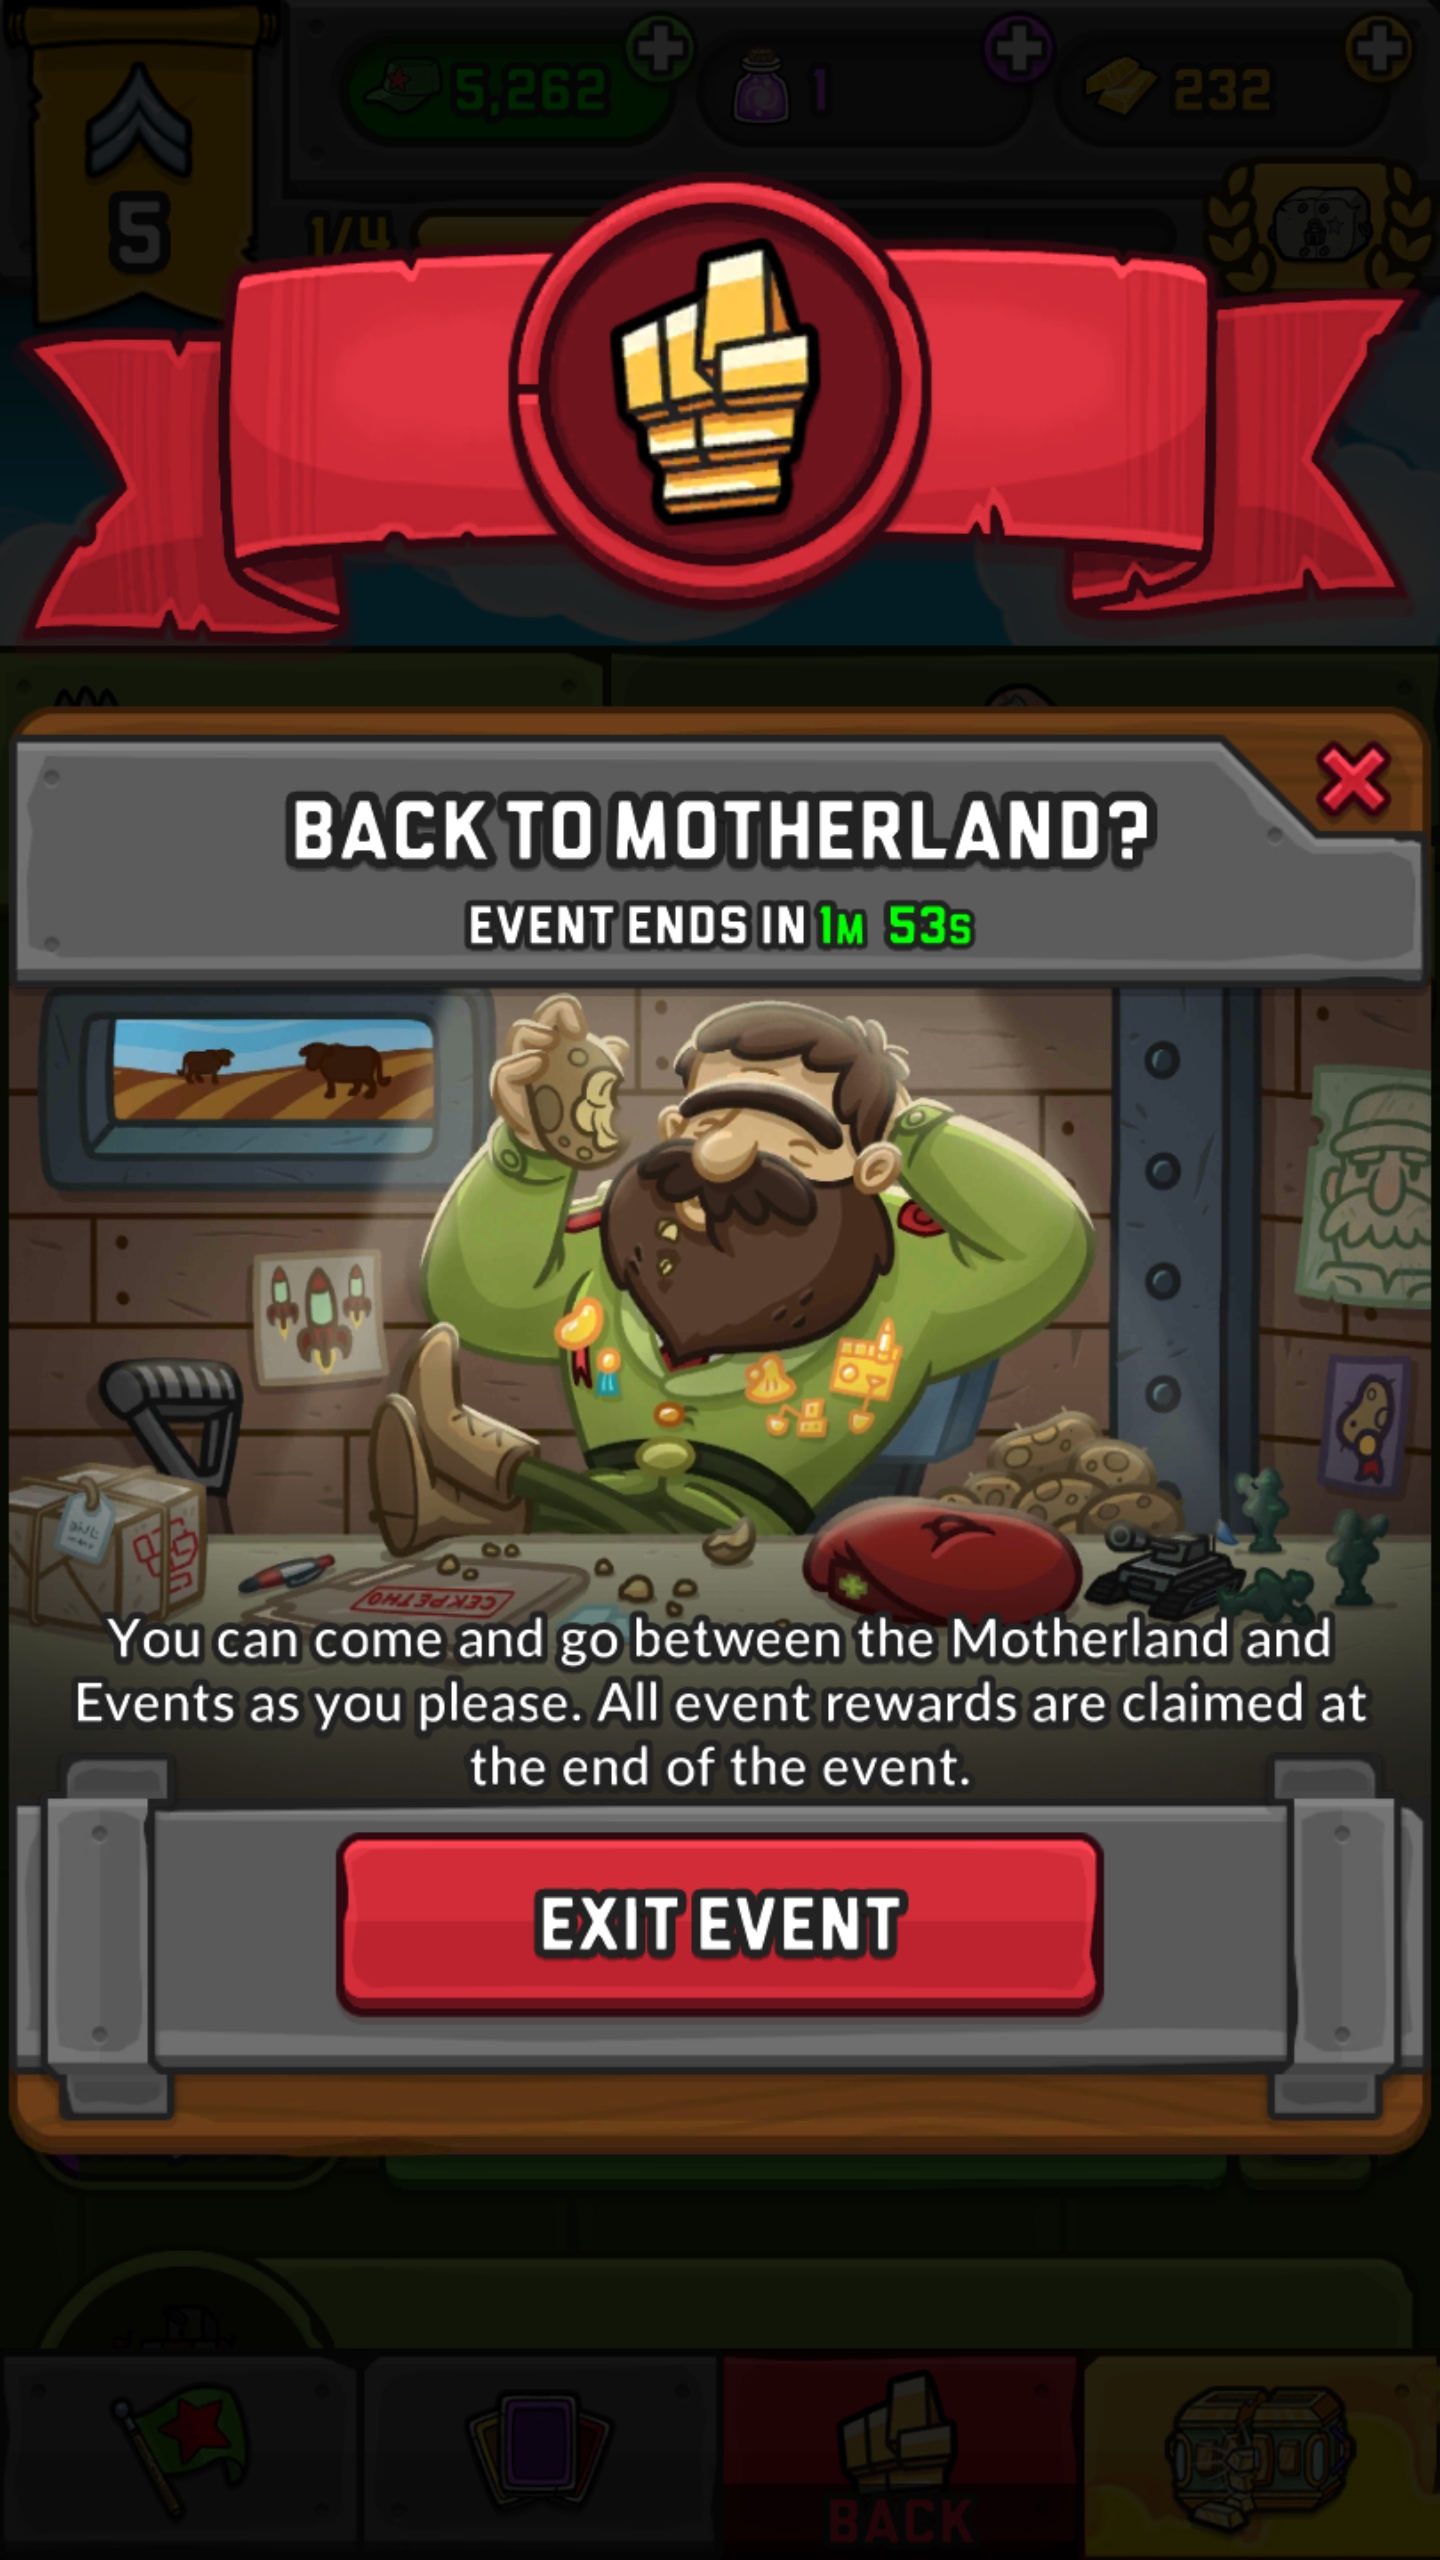 5,262
1
232
5
1/4
BACK TO MOTHERLAND?
EVENT ENDS IN 1M 53S
СЕКРЕТНО
You can come and go between the Motherland and
Events as you please. All event rewards are claimed at
the end of the event.
EXIT EVENT
BACK